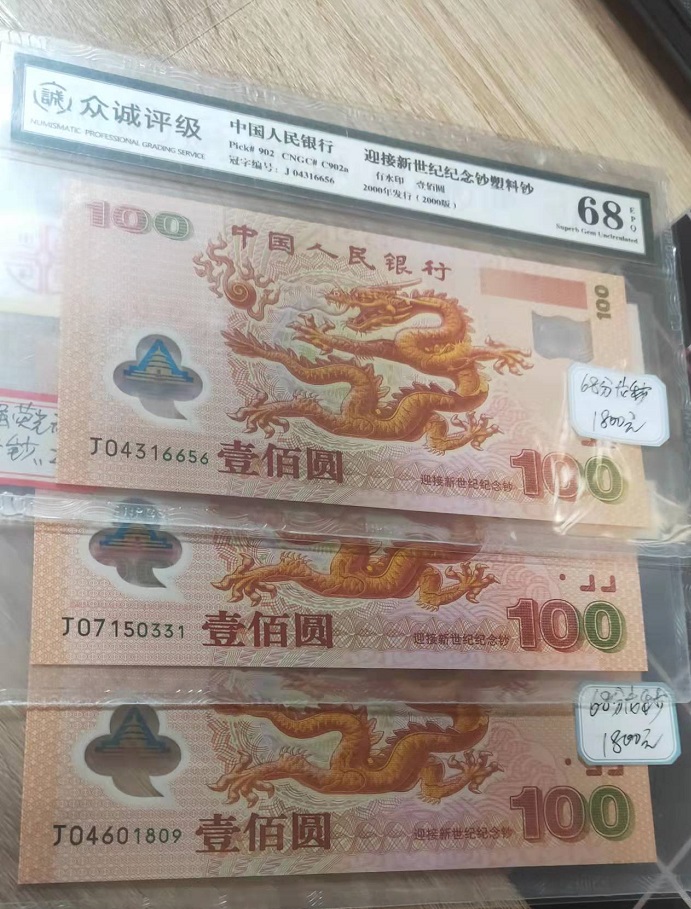 誠 众诚评级
NUMISMATIC PROFESSIONAL GRADING SERVICE
中国人民银行
Pick# 902 CNGC# C902a
冠字编号：J 04316656
迎接新世纪纪念钞塑料钞
有水印 壹佰圆
2000年发行（2000版）
68
EPQ
Superb Gem Uncirculated
100
中国人民银行
100
68分
1800元
J04316656
壹佰圆
迎接新世纪纪念钞
100
J07150331
壹佰圆
迎接新世纪纪念钞
100
68分
1800元
J04601809
壹佰圆
迎接新世纪纪念钞
100